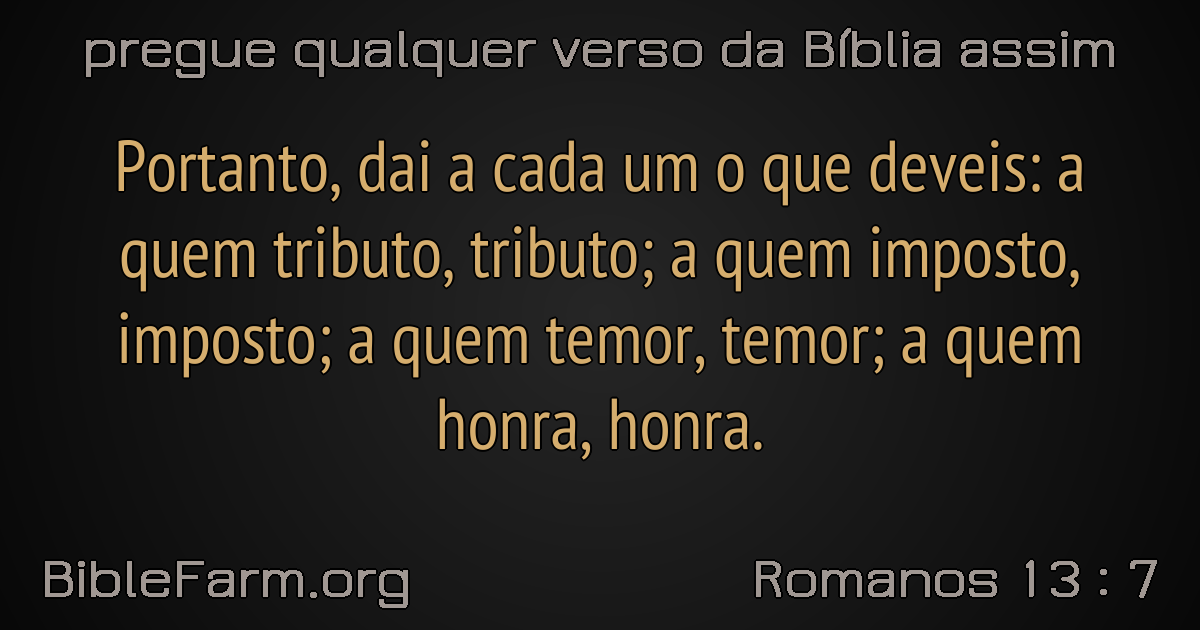 pregue qualquer verso da Bíblia assim
Portanto, dai a cada um o que deveis: a
quem tributo, tributo; a quem imposto,
imposto; a quem temor, temor; a quem
honra, honra.
BibleFarm.org
Romanos 13 : 7